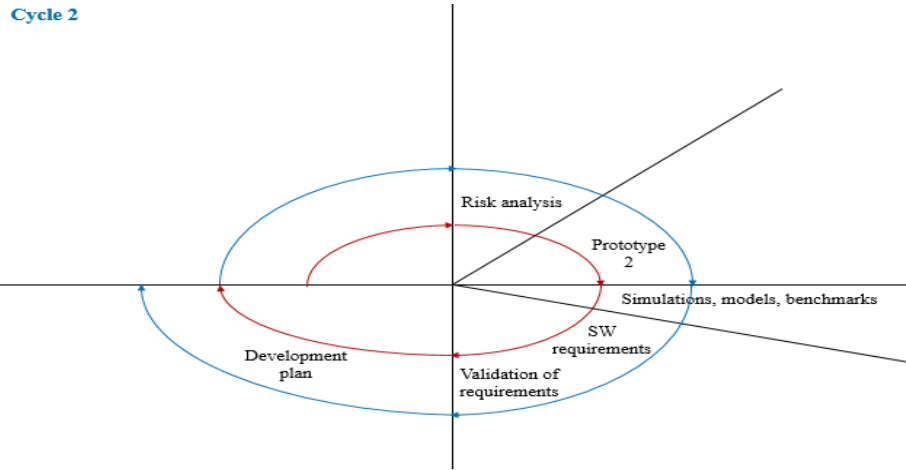 Cycle 2
Risk analysis
Prototype
2
Simulations, models, benchmarks
SW
requirements
Development
plan
Validation of
requirements